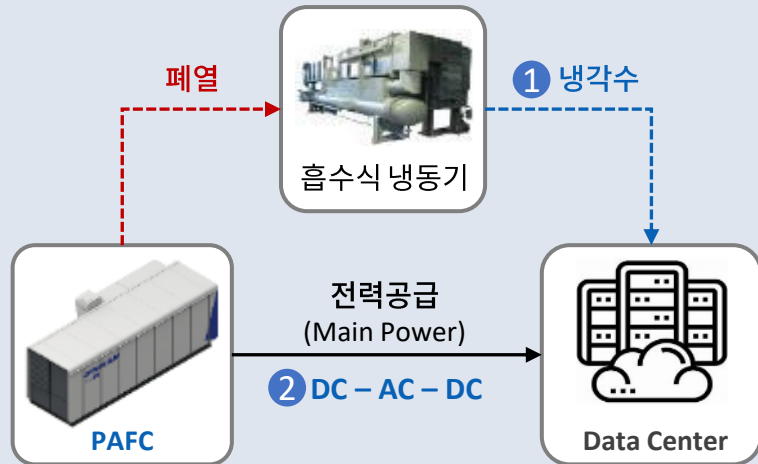 폐열
1 냉각수
흡수식 냉동기
전력공급
(Main Power)
2 DC – AC – DC
PAFC
Data Center